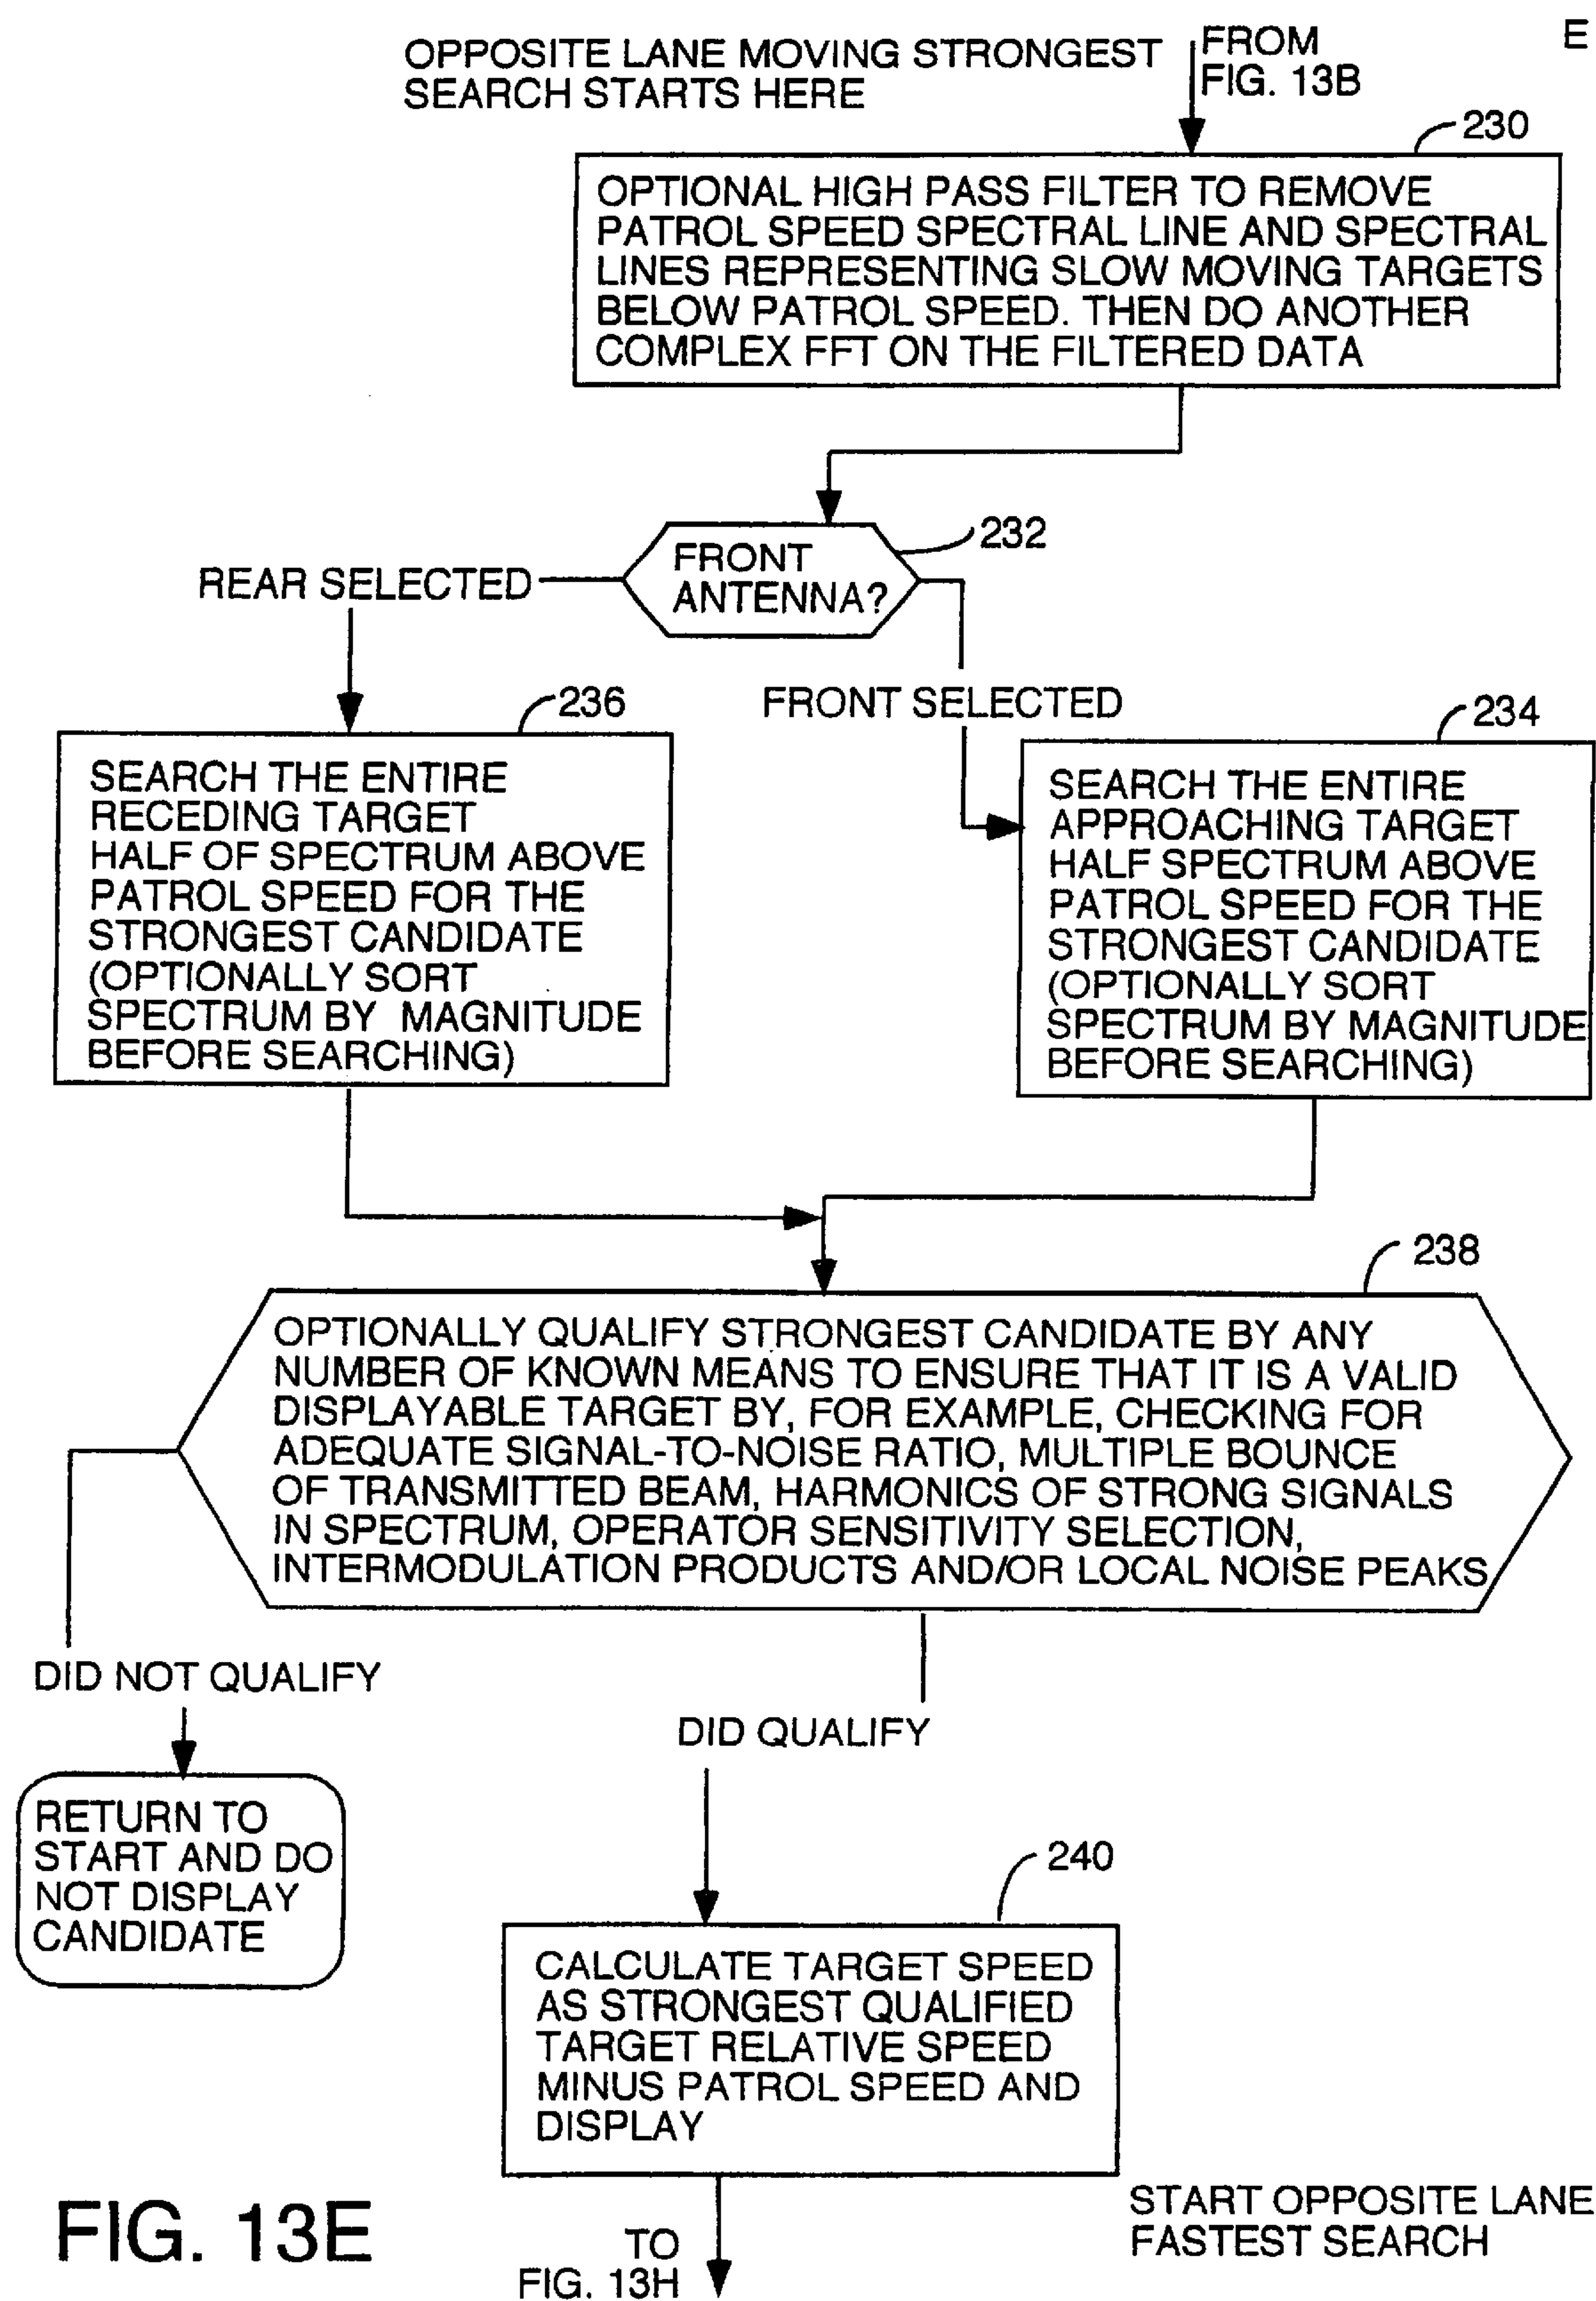 OPPOSITE LANE MOVING STRONGEST
SEARCH STARTS HERE
FROM
FIG. 13B
E
230
OPTIONAL HIGH PASS FILTER TO REMOVE
PATROL SPEED SPECTRAL LINE AND SPECTRAL
LINES REPRESENTING SLOW MOVING TARGETS
BELOW PATROL SPEED. THEN DO ANOTHER
COMPLEX FFT ON THE FILTERED DATA
232
FRONT
ANTENNA?
REAR SELECTED
FRONT SELECTED
236
SEARCH THE ENTIRE
RECEDING TARGET
HALF OF SPECTRUM ABOVE
PATROL SPEED FOR THE
STRONGEST CANDIDATE
(OPTIONALLY SORT
SPECTRUM BY MAGNITUDE
BEFORE SEARCHING)
234
SEARCH THE ENTIRE
APPROACHING TARGET
HALF SPECTRUM ABOVE
PATROL SPEED FOR THE
STRONGEST CANDIDATE
(OPTIONALLY SORT
SPECTRUM BY MAGNITUDE
BEFORE SEARCHING)
238
OPTIONALLY QUALIFY STRONGEST CANDIDATE BY ANY
NUMBER OF KNOWN MEANS TO ENSURE THAT IT IS A VALID
DISPLAYABLE TARGET BY, FOR EXAMPLE, CHECKING FOR
ADEQUATE SIGNAL-TO-NOISE RATIO, MULTIPLE BOUNCE
OF TRANSMITTED BEAM, HARMONICS OF STRONG SIGNALS
IN SPECTRUM, OPERATOR SENSITIVITY SELECTION,
INTERMODULATION PRODUCTS AND/OR LOCAL NOISE PEAKS
DID NOT QUALIFY
DID QUALIFY
RETURN TO
START AND DO
NOT DISPLAY
CANDIDATE
240
CALCULATE TARGET SPEED
AS STRONGEST QUALIFIED
TARGET RELATIVE SPEED
MINUS PATROL SPEED AND
DISPLAY
FIG. 13E
TO
FIG. 13H
START OPPOSITE LANE
FASTEST SEARCH